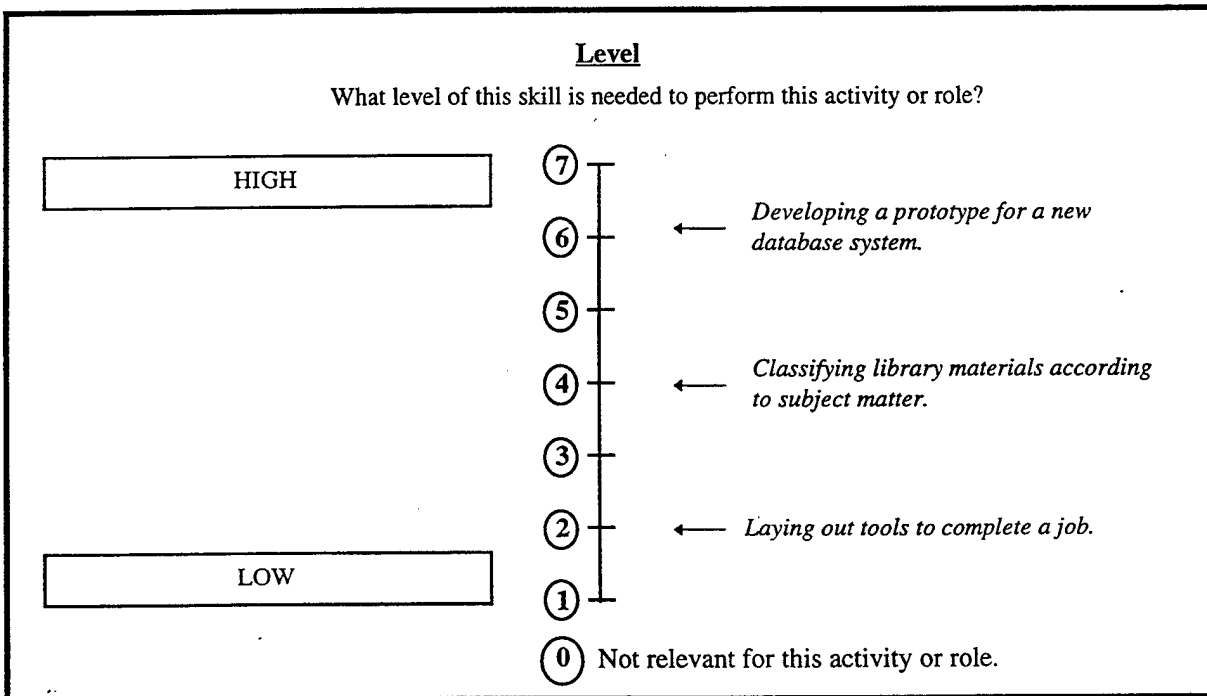 Level
What level of this skill is needed to perform this activity or role?
HIGH
7
6
Developing a prototype for a new
database system.
5
4
Classifying library materials according
to subject matter.
3
2
Laying out tools to complete a job.
LOW
1
0 Not relevant for this activity or role.